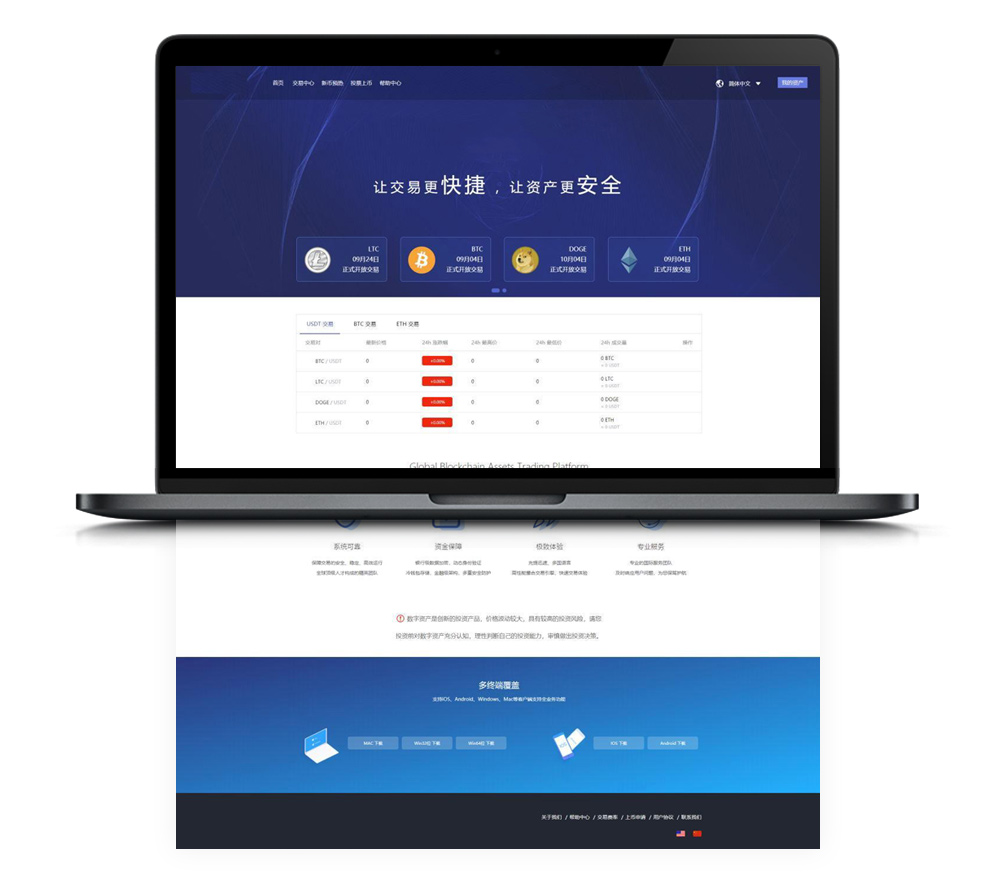 首页 交易中心 新币预热 投票上币 帮助中心 简体中文 我的资产
让交易更快捷，让资产更安全
LTC
09月24日
正式开放交易
BTC
09月04日
正式开放交易
DOGE
10月04日
正式开放交易
ETH
09月04日
正式开放交易
USDT 交易 BTC 交易 ETH 交易
交易对 最新价格 24h 涨跌幅 24h 最高价 24h 最低价 24h 成交量 操作
BTC / USDT 0 +0.00% 0 0 0 BTC
≈ 0 USDT
LTC / USDT 0 +0.00% 0 0 0 LTC
≈ 0 USDT
DOGE / USDT 0 +0.00% 0 0 0 DOGE
≈ 0 USDT
ETH / USDT 0 +0.00% 0 0 0 ETH
≈ 0 USDT
Global Blockchain Assets Trading Platform
系统可靠 资金保障 极致体验 专业服务
保障交易的安全、稳定、高效运行
全球顶级人才构成的精英团队
银行级数据加密，动态身份验证
冷钱包存储，金融级架构，多重安全防护
充提迅速、多国语言
高性能撮合交易引擎，快速交易体验
专业的国际服务团队
及时响应用户问题，为您保驾护航
数字资产是创新的投资产品，价格波动较大，具有较高的投资风险，请您
投资前对数字资产充分认知，理性判断自己的投资能力，审慎做出投资决策。
多终端覆盖
支持iOS、Android、Windows、Mac等客户端支持全业务功能
MAC 下载 Win32位 下载 Win64位 下载 IOS 下载 Android 下载
关于我们 / 帮助中心 / 交易费率 / 上币申请 / 用户协议 / 联系我们